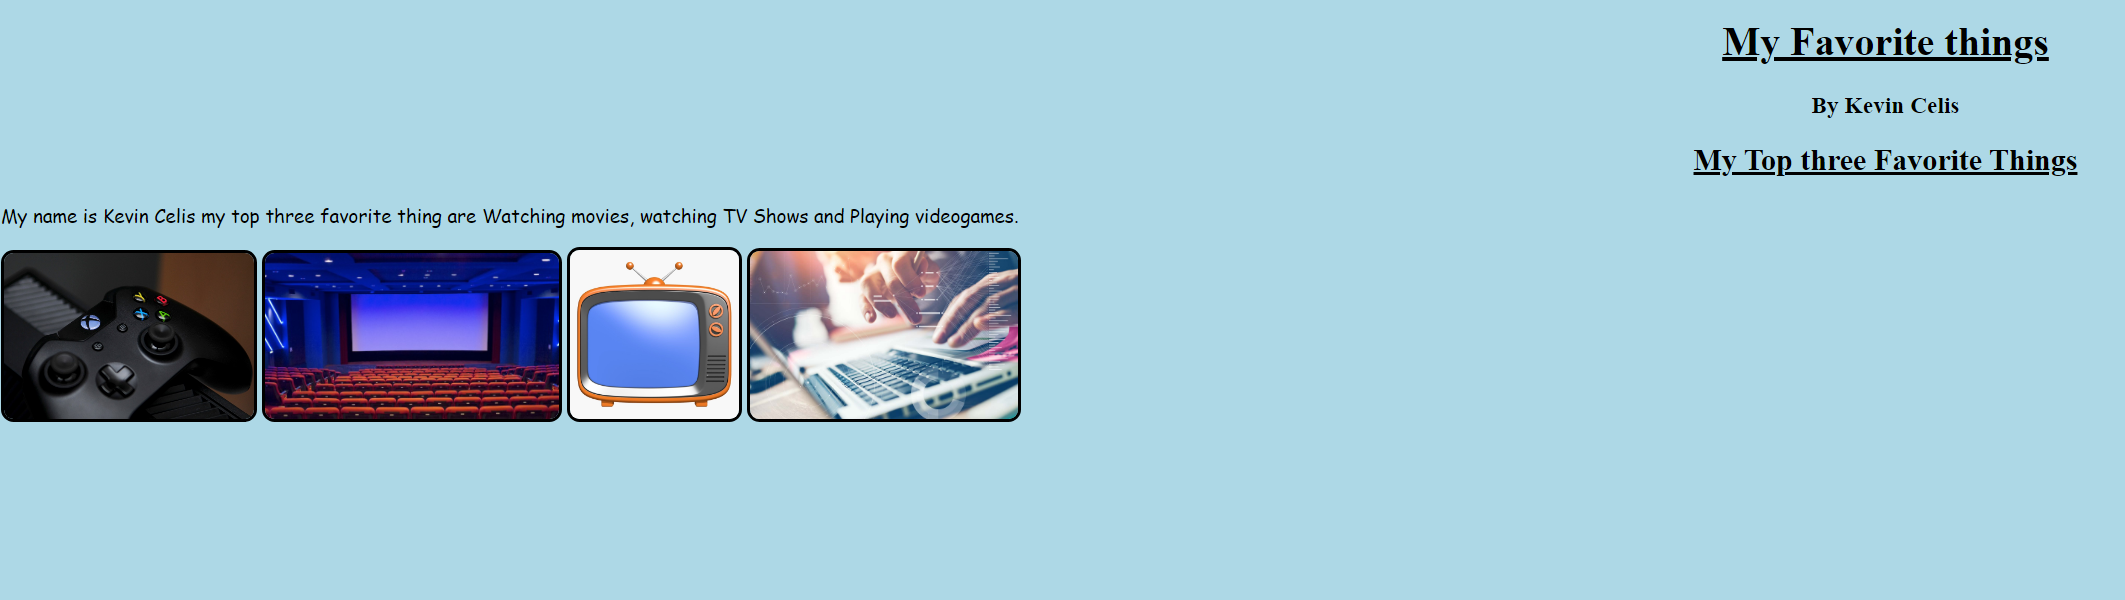 My Favorite things
By Kevin Celis
My Top three Favorite Things
My name is Kevin Celis my top three favorite thing are Watching movies, watching TV Shows and Playing videogames.